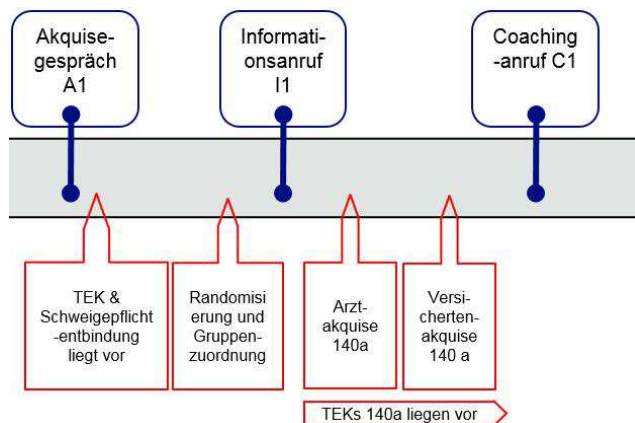 Akquise-
gespräch
A1
Informati-
onsanruf
I1
Coaching
-anruf C1
TEK &
Schweigepflicht
-entbindung
liegt vor
Randomisi
erung und
Gruppen-
zuordnung
Arzt-
akquise
140a
Versi-
cherten-
akquise
140 a
TEKs 140a liegen vor